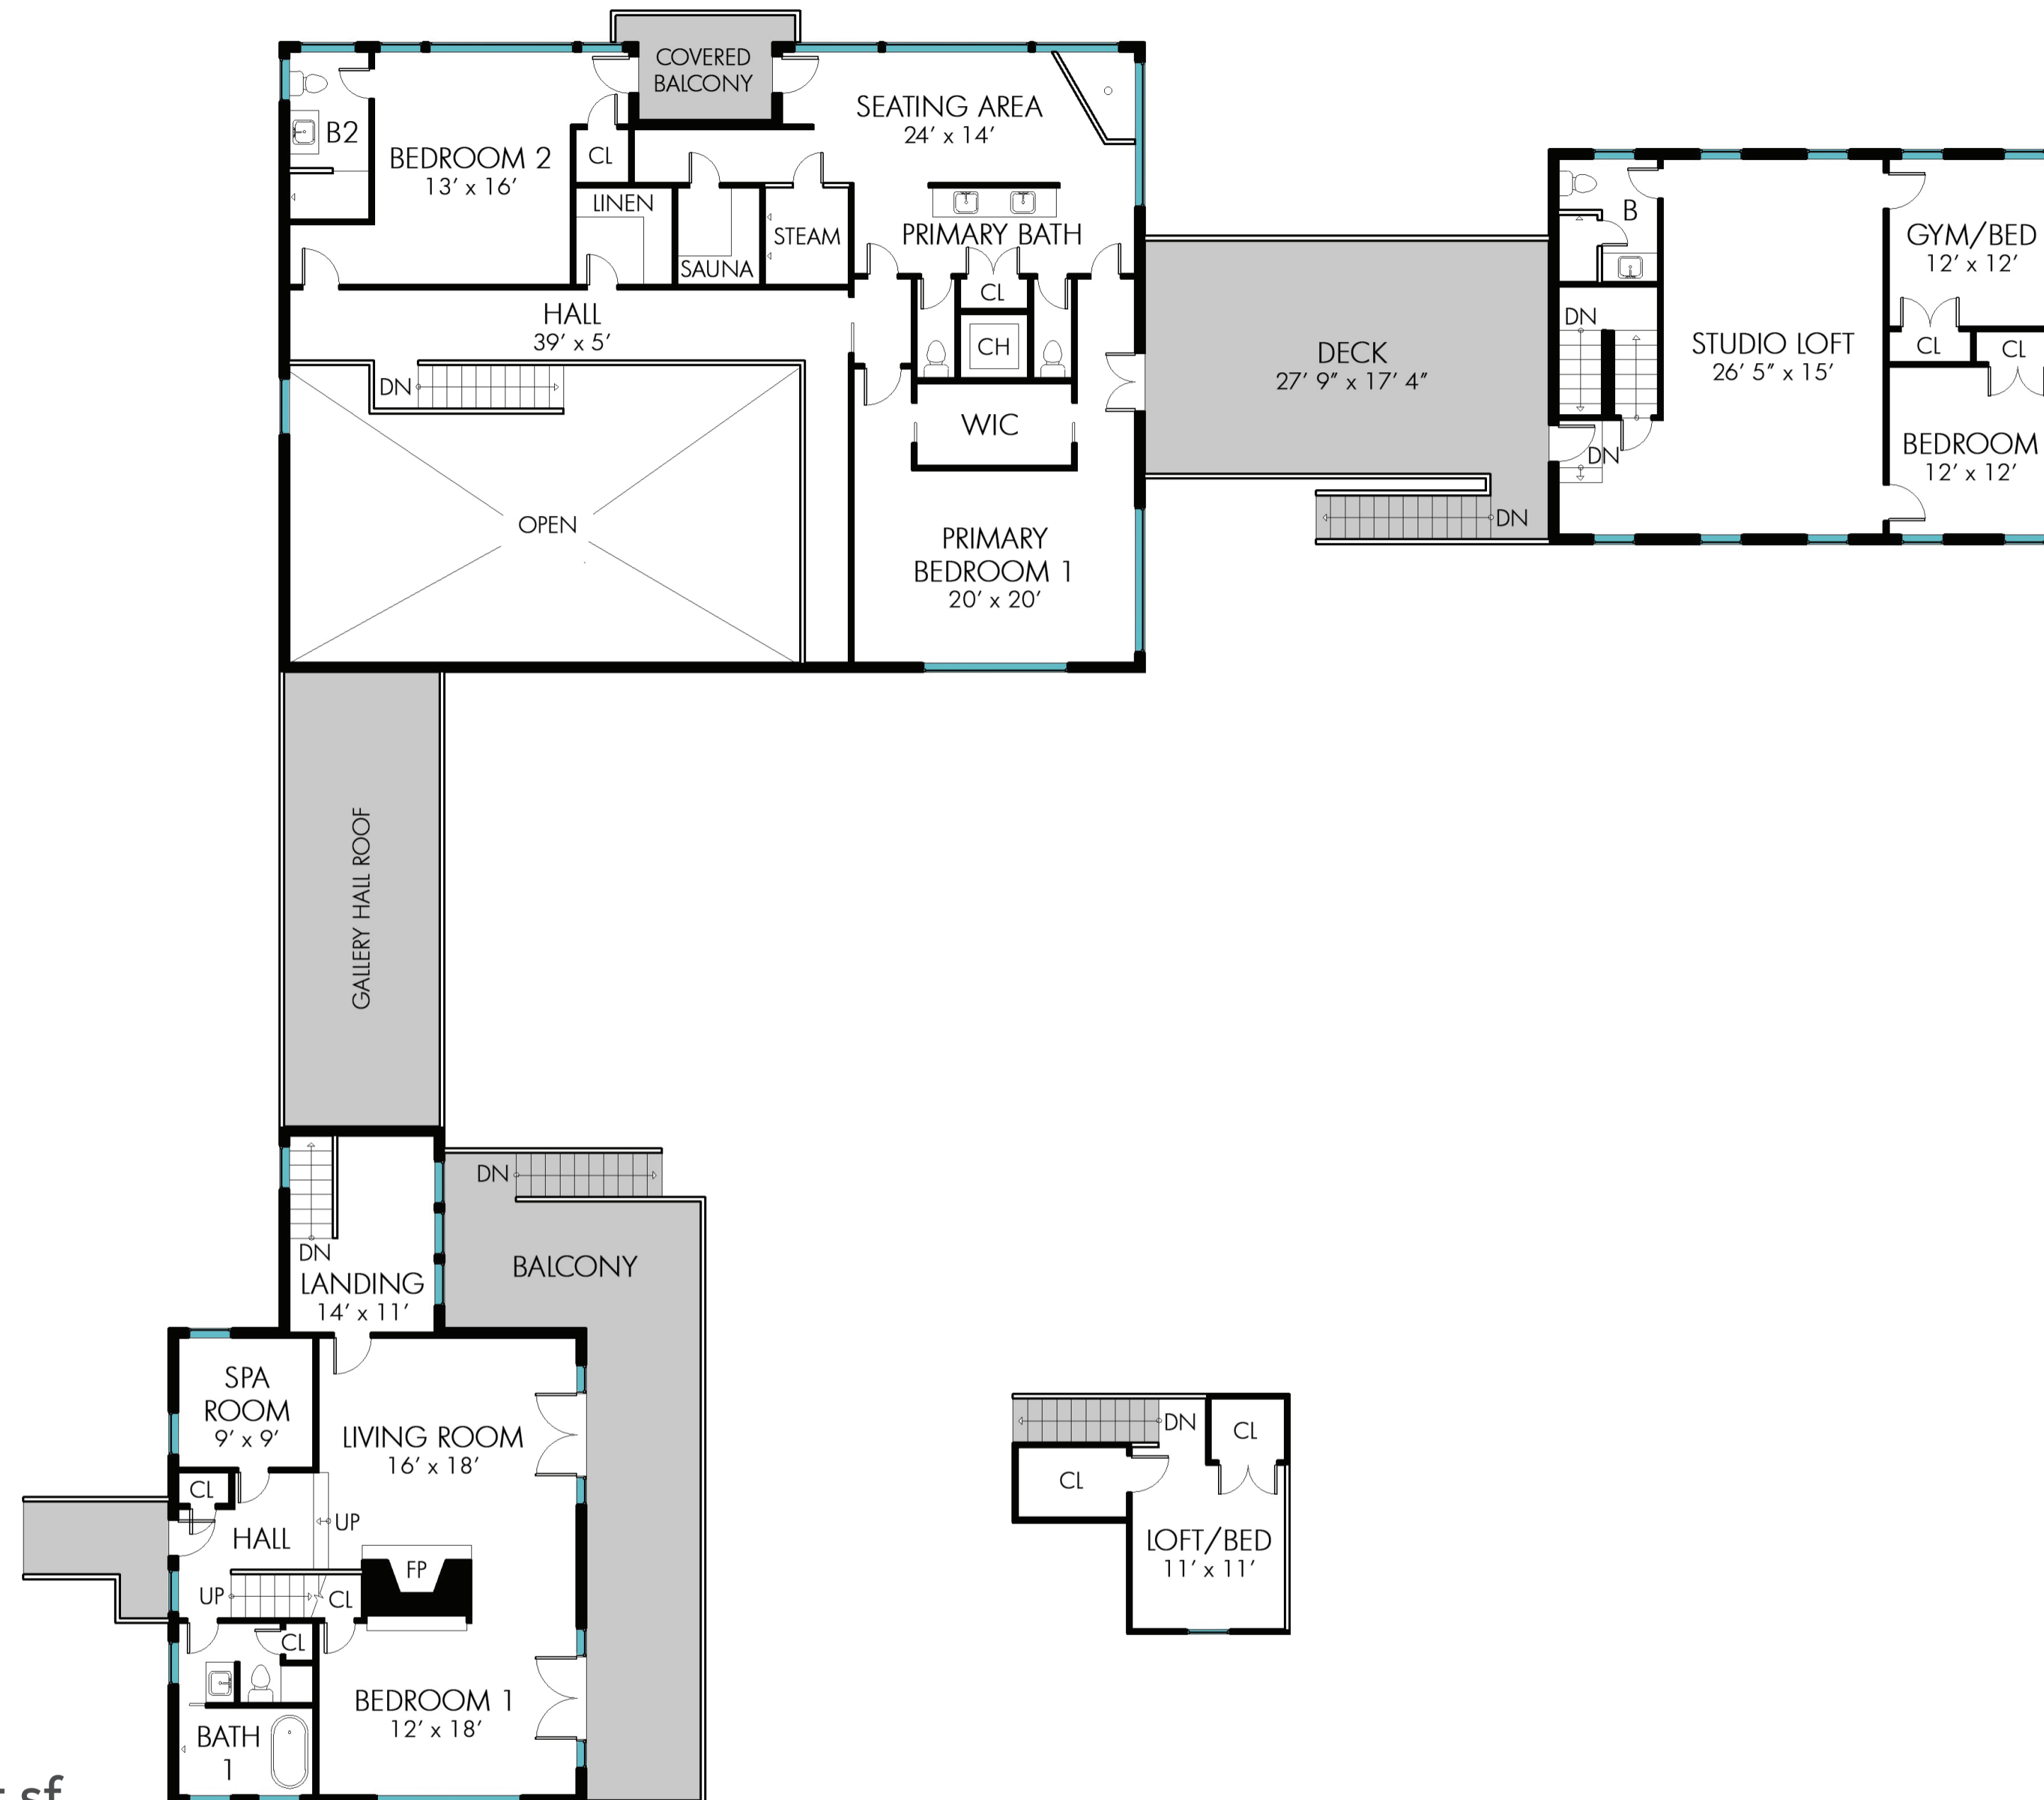 COVERED
BALCONY
SEATING AREA
24′ x 14′
B2
BEDROOM 2
13′ x 16′
CL
LINEN
SAUNA
STEAM
PRIMARY BATH
CL
CH
HALL
39′ x 5′
DN
WIC
OPEN
PRIMARY
BEDROOM 1
20′ x 20′
DECK
27′ 9″ x 17′ 4″
DN
B
DN
DN
STUDIO LOFT
26′ 5″ x 15′
GYM/BED
12′ x 12′
CL
CL
BEDROOM
12′ x 12′
GALLERY HALL ROOF
DN
LANDING
14′ x 11′
DN
BALCONY
SPA
ROOM
9′ x 9′
LIVING ROOM
16′ x 18′
CL
HALL
UP
UP
CL
FP
CL
BEDROOM 1
12′ x 18′
BATH
1
DN
CL
CL
LOFT/BED
11′ x 11′
sf